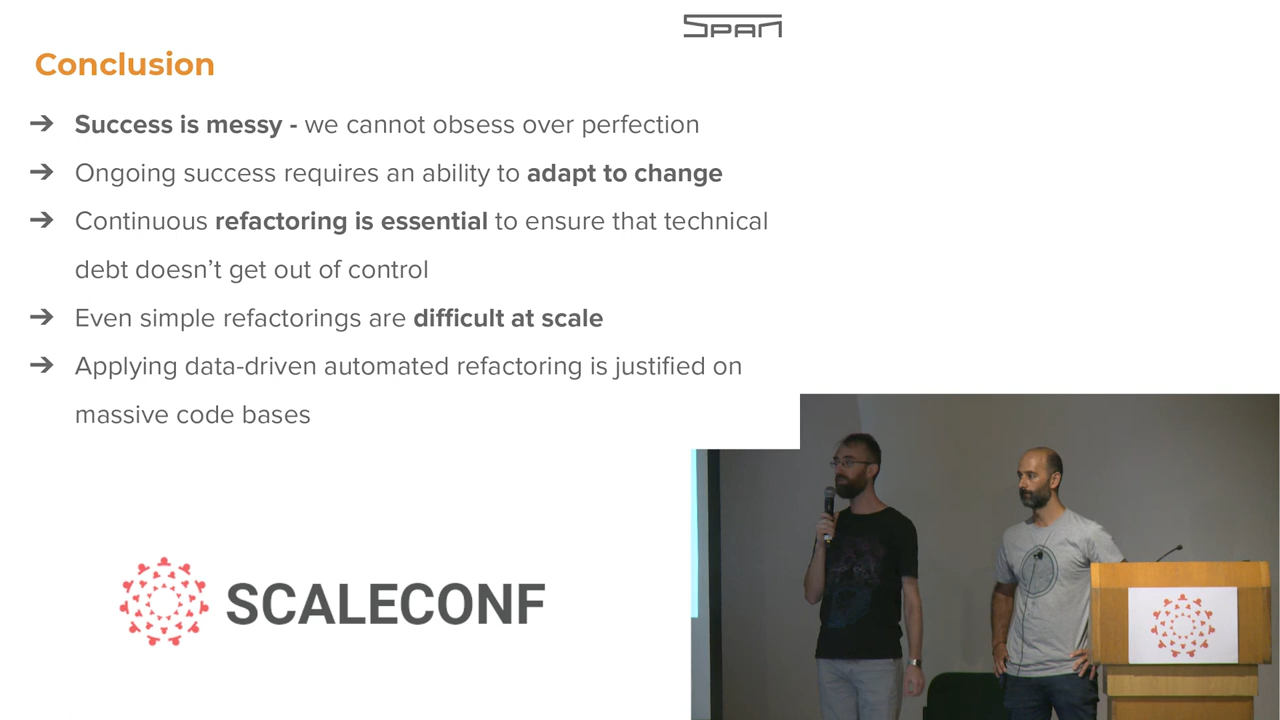 SPAN
Conclusion
➔ Success is messy - we cannot obsess over perfection
➔ Ongoing success requires an ability to adapt to change
➔ Continuous refactoring is essential to ensure that technical
debt doesn’t get out of control
➔ Even simple refactorings are difficult at scale
➔ Applying data-driven automated refactoring is justified on
massive code bases
SCALECONF